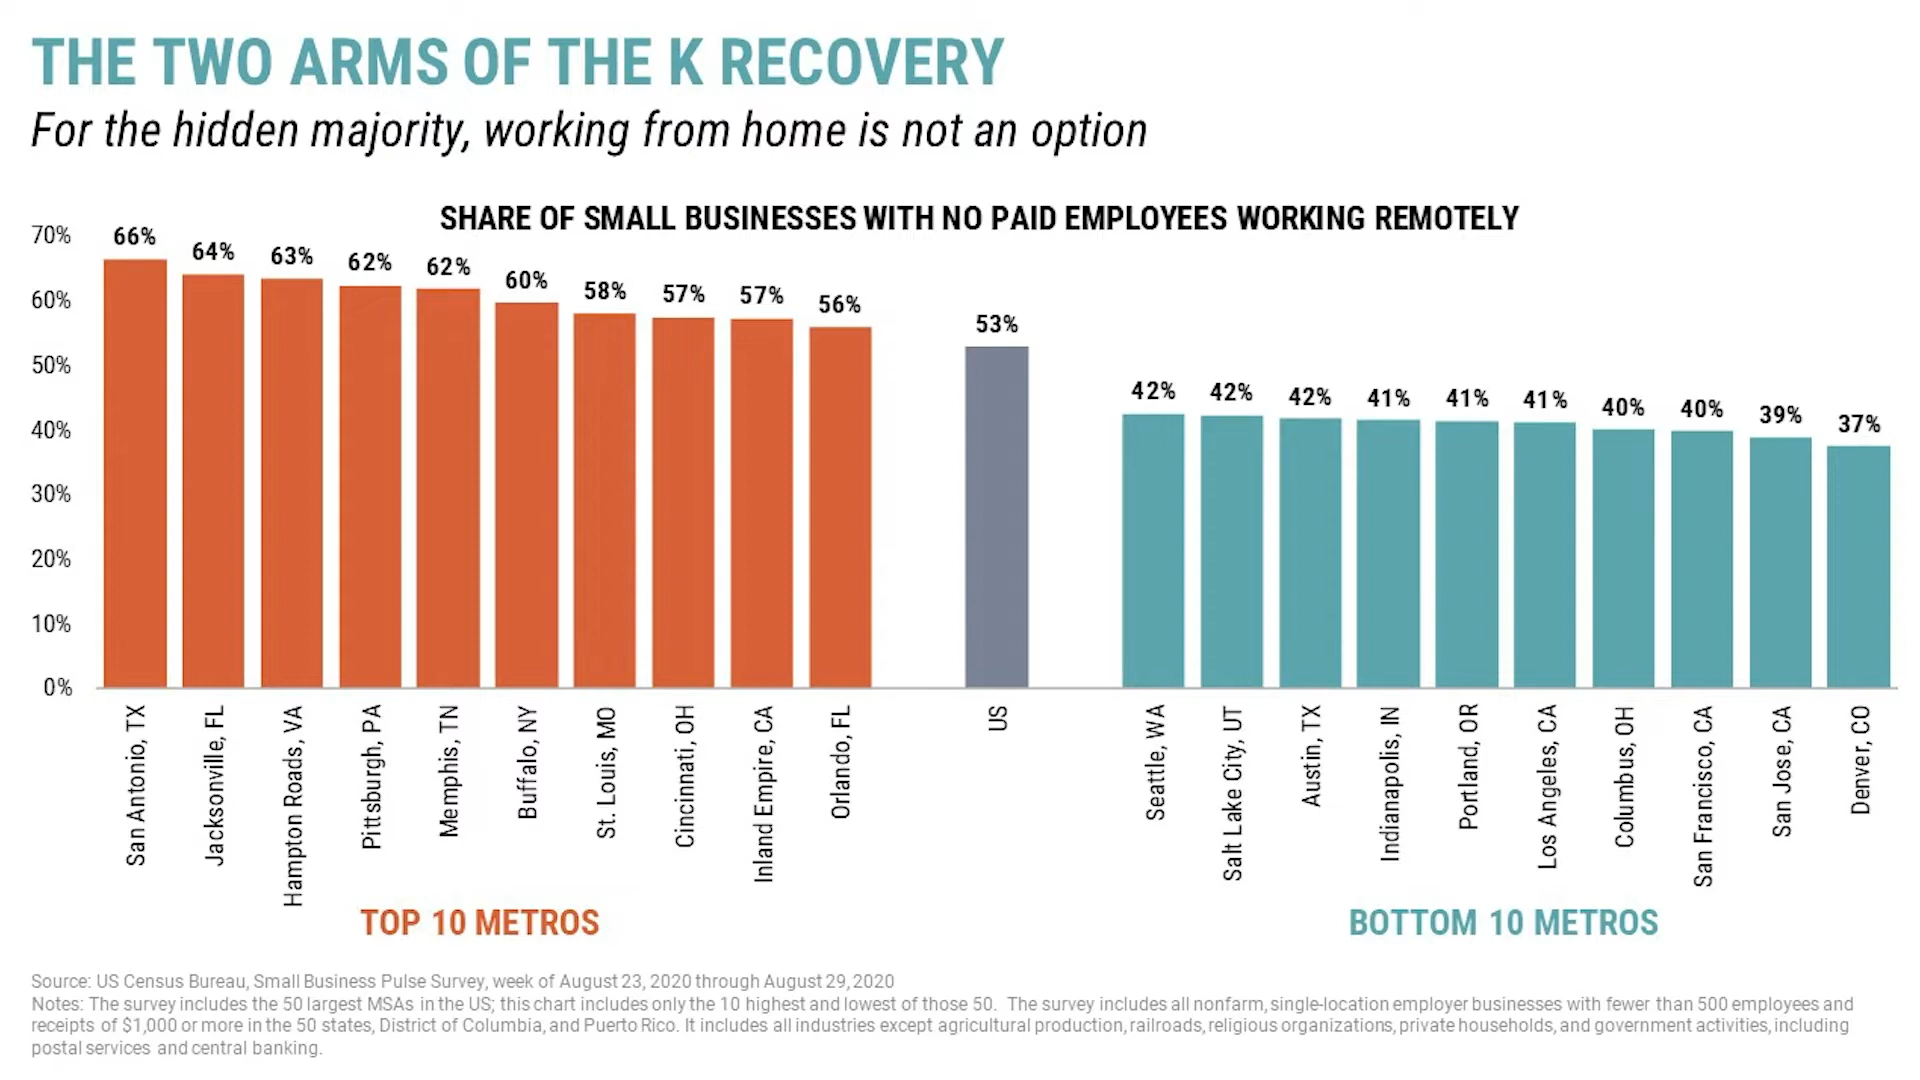 THE TWO ARMS OF THE K RECOVERY
For the hidden majority, working from home is not an option
SHARE OF SMALL BUSINESSES WITH NO PAID EMPLOYEES WORKING REMOTELY
70%
60%
50%
40%
30%
20%
10%
0%
66%
64%
63%
62%
62%
60%
58%
57%
57%
56%
53%
42%
42%
42%
41%
41%
41%
40%
40%
39%
37%
San Antonio, TX
Jacksonville, FL
Hampton Roads, VA
Pittsburgh, PA
Memphis, TN
Buffalo, NY
St. Louis, MO
Cincinnati, OH
Inland Empire, CA
Orlando, FL
US
Seattle, WA
Salt Lake City, UT
Austin, TX
Indianapolis, IN
Portland, OR
Los Angeles, CA
Columbus, OH
San Francisco, CA
San Jose, CA
Denver, CO
TOP 10 METROS
BOTTOM 10 METROS
Source: US Census Bureau, Small Business Pulse Survey, week of August 23, 2020 through August 29, 2020
Notes: The survey includes the 50 largest MSAs in the US; this chart includes only the 10 highest and lowest of those 50. The survey includes all nonfarm, single-location employer businesses with fewer than 500 employees and
receipts of $1,000 or more in the 50 states, District of Columbia, and Puerto Rico. It includes all industries except agricultural production, railroads, religious organizations, private households, and government activities, including
postal services and central banking.